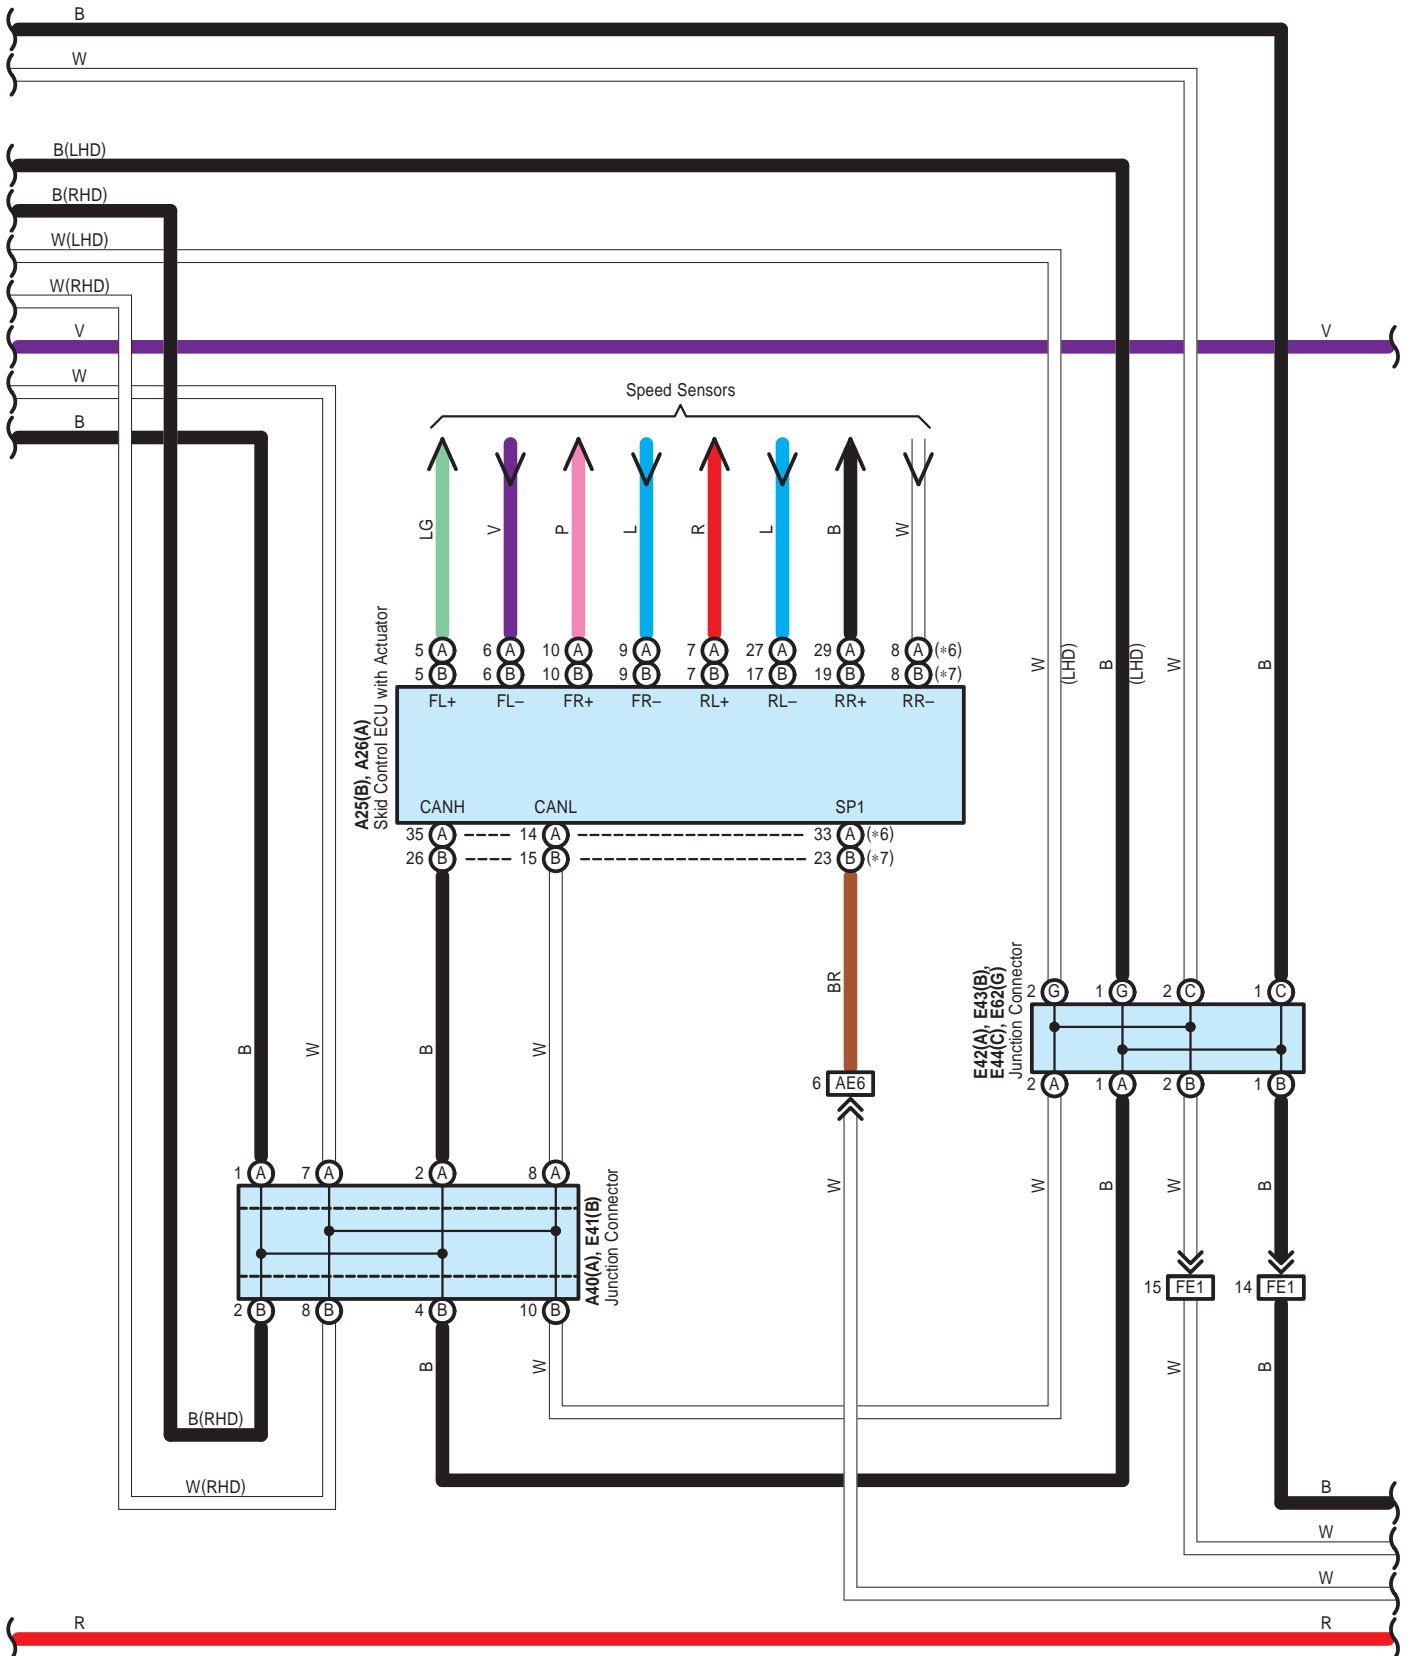 B
W
B(LHD)
B(RHD)
W(LHD)
W(RHD)
V V
W
B
Speed Sensors
LG V P L R L B W
5 A 6 A 10 A 9 A 7 A 27 A 29 A 8 A (*6)
5 B 6 B 10 B 9 B 7 B 17 B 19 B 8 B (*7)
FL+ FL– FR+ FR– RL+ RL– RR+ RR–
A25(B), A26(A)
Skid Control ECU with Actuator
CANH CANL SP1
35 A 14 A 33 A (*6)
26 B 15 B 23 B (*7)
W (LHD) B (LHD) W B
BR
E42(A), E43(B),
E44(C), E62(G)
Junction Connector
2 G 1 G 2 C 1 C
2 A 1 A 2 B 1 B
B W B W
6 AE6
1 A 7 A 2 A 8 A
A40(A), E41(B)
Junction Connector
W W B W B
2 B 8 B 4 B 10 B
15 FE1 14 FE1
B W W B
B(RHD)
W(RHD)
B
W
W
R R